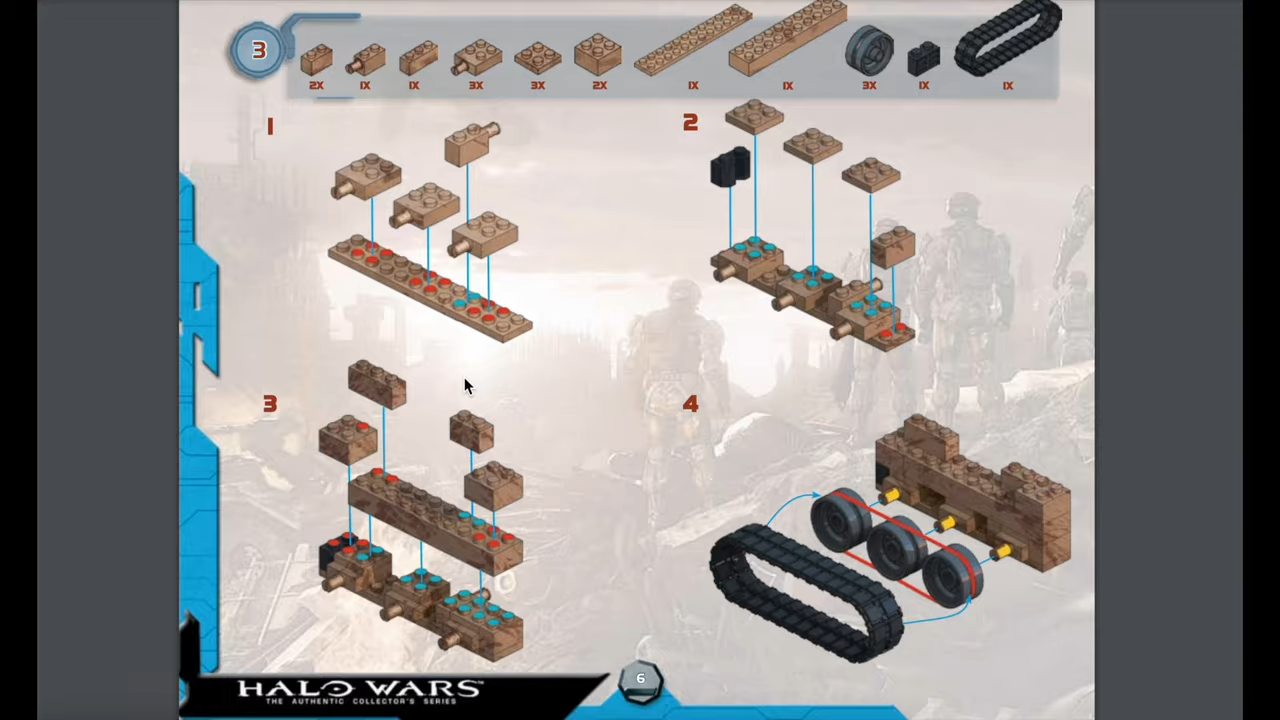 3
2X 1X 1X 3X 3X 2X 1X 1X 3X 1X 1X
1
2
3
4
HALO WARS™
THE AUTHENTIC COLLECTOR'S SERIES
6